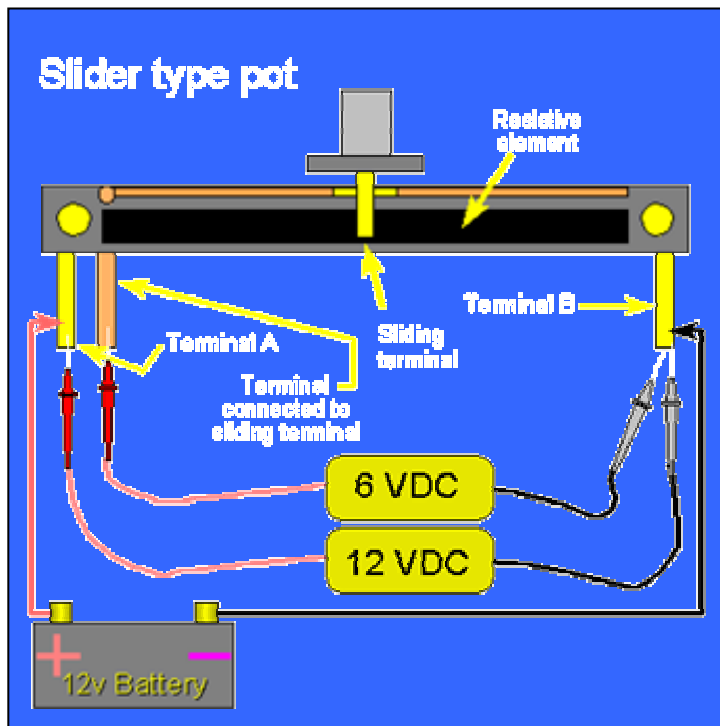 Slider type pot
Resistive
element
Terminal A
Sliding
terminal
Terminal B
Terminal
connected to
sliding terminal
6 VDC
12 VDC
+ −
12v Battery